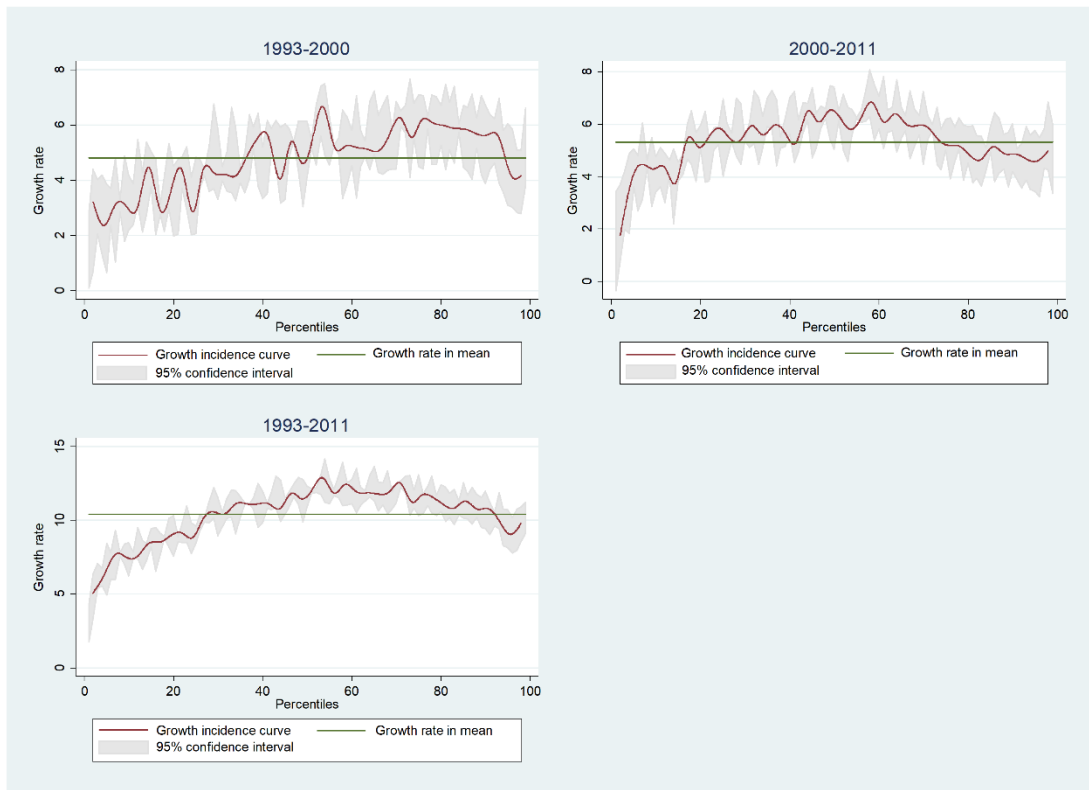 1993-2000
8
6
4
2
0
Growth rate
0 20 40 60 80 100
Percentiles
Growth incidence curve Growth rate in mean
95% confidence interval
2000-2011
8
6
4
2
0
Growth rate
0 20 40 60 80 100
Percentiles
Growth incidence curve Growth rate in mean
95% confidence interval
1993-2011
15
10
5
0
Growth rate
0 20 40 60 80 100
Percentiles
Growth incidence curve Growth rate in mean
95% confidence interval